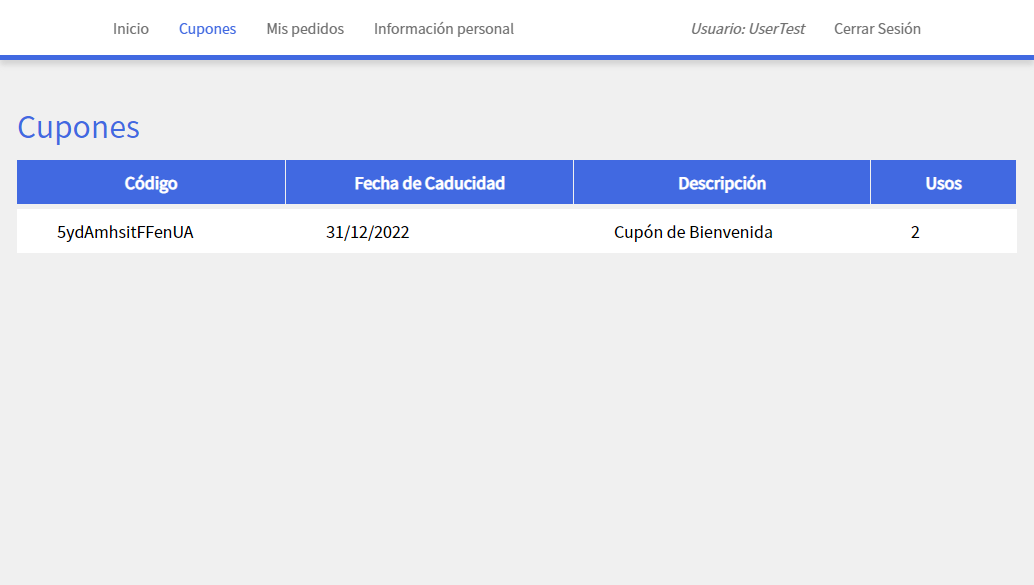 Inicio Cupones Mis pedidos Información personal Usuario: UserTest Cerrar Sesión
Cupones
Código Fecha de Caducidad Descripción Usos
5ydAmhsitFFenUA 31/12/2022 Cupón de Bienvenida 2